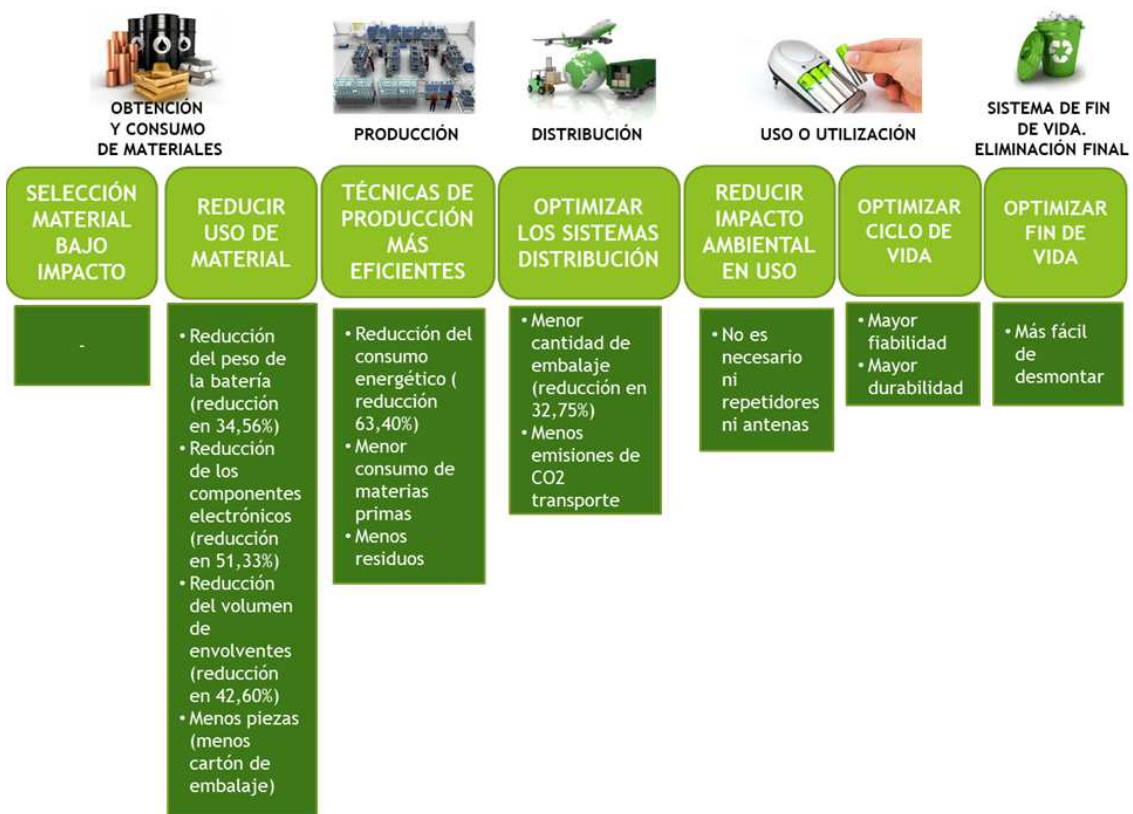 OBTENCIÓN
Y CONSUMO
DE MATERIALES
PRODUCCIÓN
DISTRIBUCIÓN
USO O UTILIZACIÓN
SISTEMA DE FIN
DE VIDA.
ELIMINACIÓN FINAL
SELECCIÓN
MATERIAL
BAJO
IMPACTO
REDUCIR
USO DE
MATERIAL
TÉCNICAS DE
PRODUCCIÓN
MÁS
EFICIENTES
OPTIMIZAR
LOS SISTEMAS
DISTRIBUCIÓN
REDUCIR
IMPACTO
AMBIENTAL
EN USO
OPTIMIZAR
CICLO DE
VIDA
OPTIMIZAR
FIN DE
VIDA
-
• Reducción
del peso de
la batería
(reducción
en 34,56%)
• Reducción
de los
componentes
electrónicos
(reducción
en 51,33%)
• Reducción
del volumen
de
envolventes
(reducción
en 42,60%)
• Menos piezas
(menos
cartón de
embalaje)
• Reducción del
consumo
energético (
reducción
63,40%)
• Menor
consumo de
materias
primas
• Menos
residuos
• Menor
cantidad de
embalaje
(reducción en
32,75%)
• Menos
emisiones de
CO2
transporte
• No es
necesario
ni
repetidores
ni antenas
• Mayor
fiabilidad
• Mayor
durabilidad
• Más fácil
de
desmontar